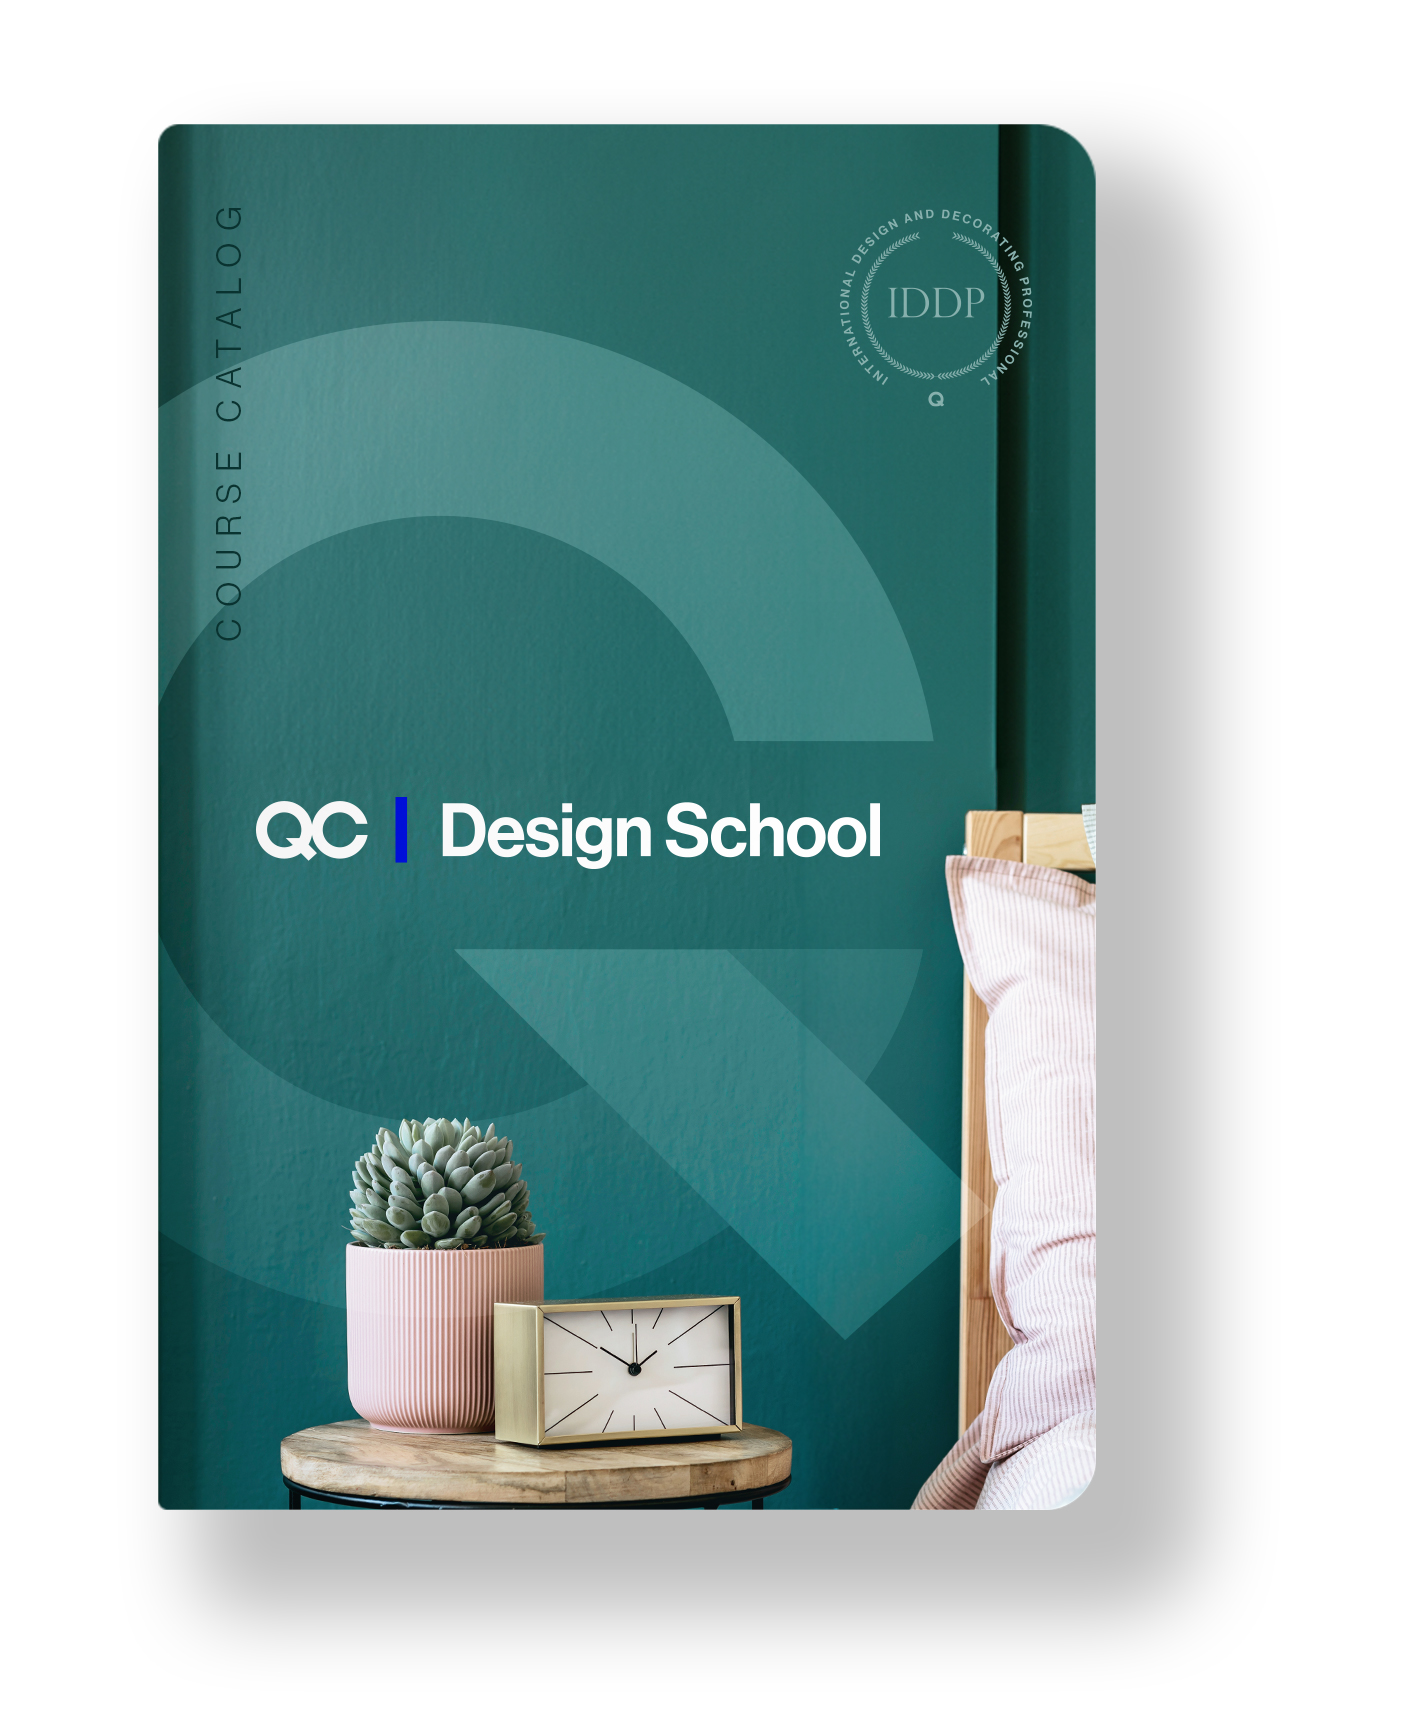 COURSE CATALOG
INTERNATIONAL DESIGN AND DECORATING PROFESSIONAL
IDDP
Q
QC | Design School